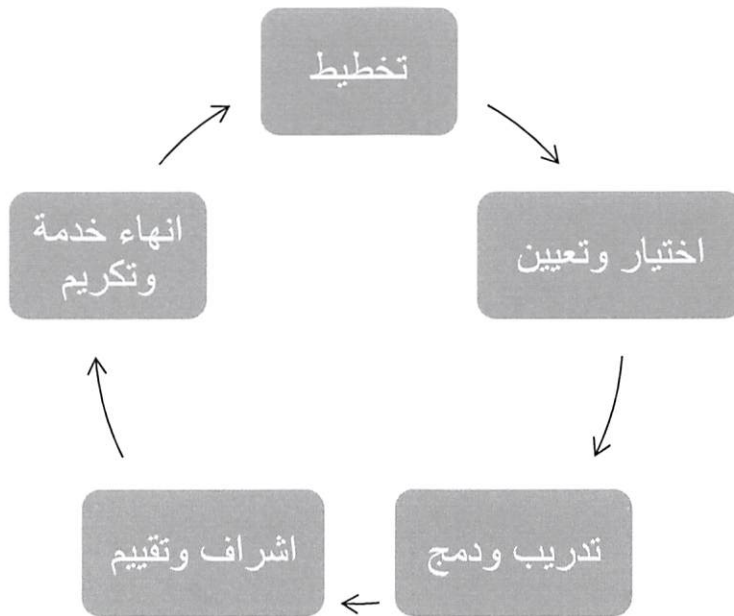 تخطيط
اختيار وتعيين
تدريب ودمج
اشراف وتقييم
انهاء خدمة
وتكريم